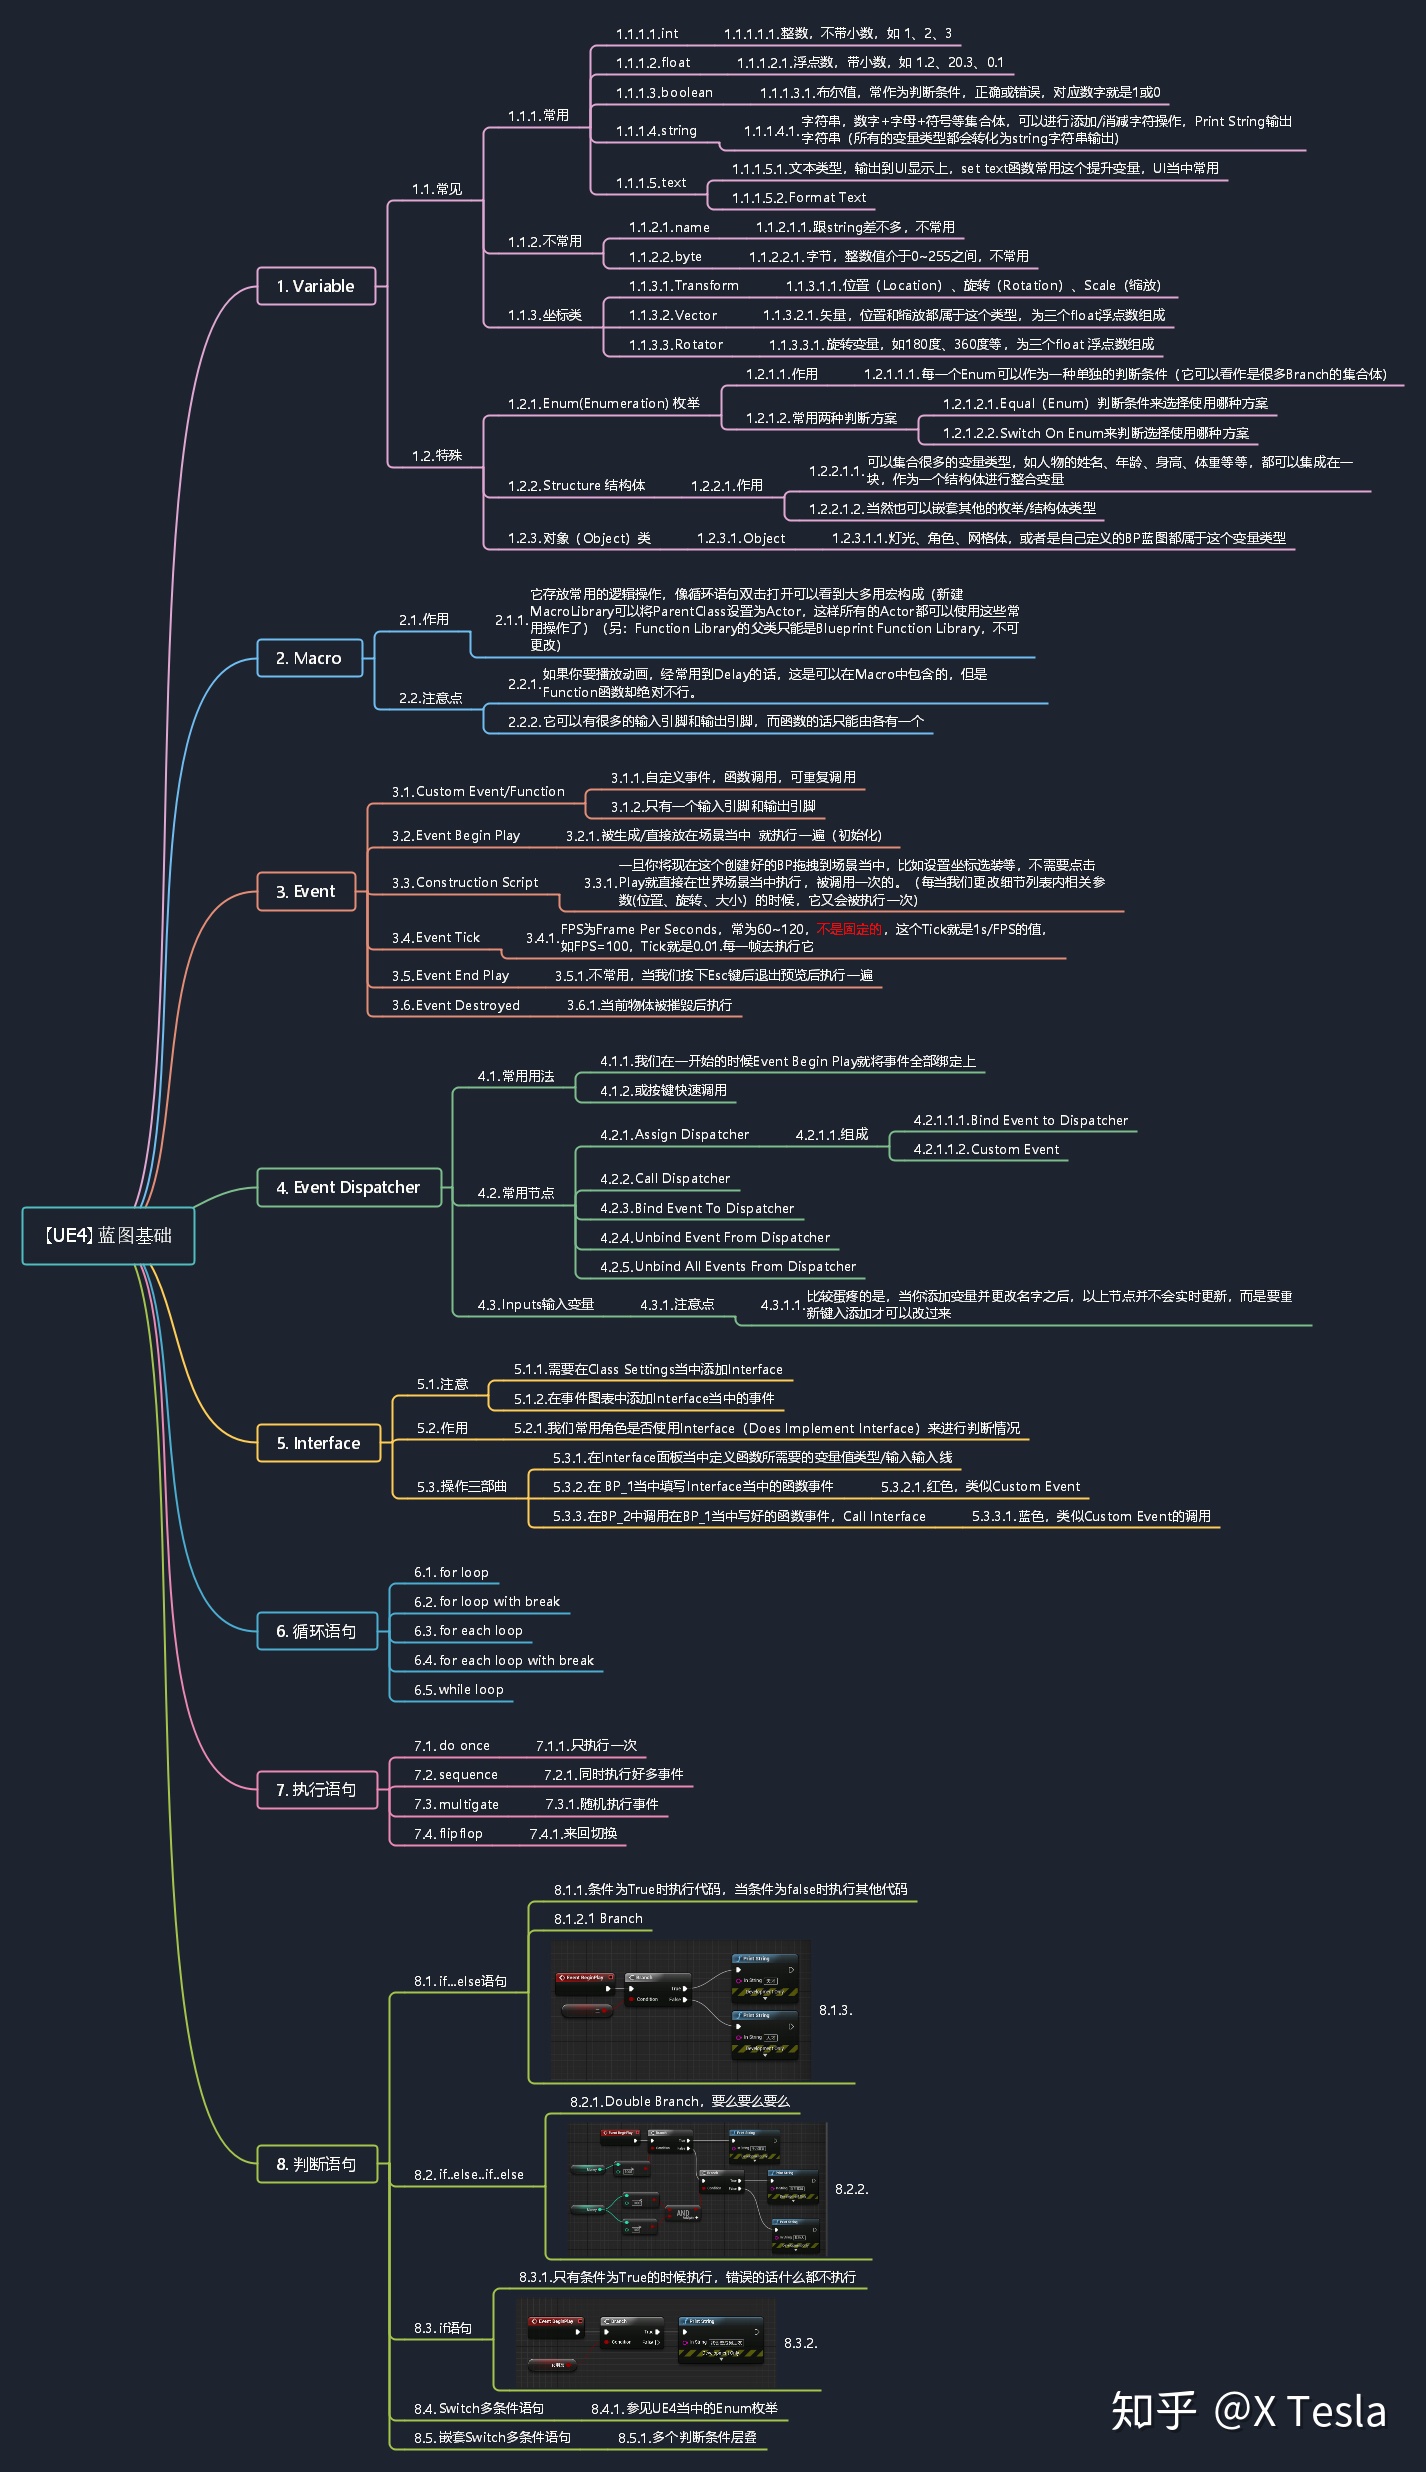 【UE4】蓝图基础
1. Variable
1.1.常见
1.1.1.常用
1.1.1.1.int
1.1.1.1.1.整数，不带小数，如 1、2、3
1.1.1.2.float
1.1.1.2.1.浮点数，带小数，如 1.2、20.3、0.1
1.1.1.3.boolean
1.1.1.3.1.布尔值，常作为判断条件，正确或错误，对应数字就是1或0
1.1.1.4.string
1.1.1.4.1.字符串，数字+字母+符号等集合体，可以进行添加/消减字符操作，Print String输出
字符串（所有的变量类型都会转化为string字符串输出）
1.1.1.5.text
1.1.1.5.1.文本类型，输出到UI显示上，set text函数常用这个提升变量，UI当中常用
1.1.1.5.2.Format Text
1.1.2.不常用
1.1.2.1.name
1.1.2.1.1.跟string差不多，不常用
1.1.2.2.byte
1.1.2.2.1.字节，整数值介于0~255之间，不常用
1.1.3.坐标类
1.1.3.1.Transform
1.1.3.1.1.位置（Location）、旋转（Rotation）、Scale（缩放）
1.1.3.2.Vector
1.1.3.2.1.矢量，位置和缩放都属于这个类型，为三个float浮点数组成
1.1.3.3.Rotator
1.1.3.3.1.旋转变量，如180度、360度等，为三个float 浮点数组成
1.2.特殊
1.2.1.Enum(Enumeration) 枚举
1.2.1.1.作用
1.2.1.1.1.每一个Enum可以作为一种单独的判断条件（它可以看作是很多Branch的集合体）
1.2.1.2.常用两种判断方案
1.2.1.2.1.Equal（Enum）判断条件来选择使用哪种方案
1.2.1.2.2.Switch On Enum来判断选择使用哪种方案
1.2.2.Structure 结构体
1.2.2.1.作用
1.2.2.1.1.可以集合很多的变量类型，如人物的姓名、年龄、身高、体重等等，都可以集成在一
块，作为一个结构体进行整合变量
1.2.2.1.2.当然也可以嵌套其他的枚举/结构体类型
1.2.3.对象（Object）类
1.2.3.1.Object
1.2.3.1.1.灯光、角色、网格体，或者是自己定义的BP蓝图都属于这个变量类型
2. Macro
2.1.作用
2.1.1.它存放常用的逻辑操作，像循环语句双击打开可以看到大多用宏构成（新建
MacroLibrary可以将ParentClass设置为Actor，这样所有的Actor都可以使用这些常
用操作了）（另：Function Library的父类只能是Blueprint Function Library，不可
更改）
2.2.注意点
2.2.1.如果你要播放动画，经常用到Delay的话，这是可以在Macro中包含的，但是
Function函数却绝对不行。
2.2.2.它可以有很多的输入引脚和输出引脚，而函数的话只能由各有一个
3. Event
3.1.Custom Event/Function
3.1.1.自定义事件，函数调用，可重复调用
3.1.2.只有一个输入引脚和输出引脚
3.2.Event Begin Play
3.2.1.被生成/直接放在场景当中 就执行一遍（初始化）
3.3.Construction Script
3.3.1.一旦你将现在这个创建好的BP拖拽到场景当中，比如设置坐标选装等，不需要点击
Play就直接在世界场景当中执行，被调用一次的。（每当我们更改细节列表内相关参
数(位置、旋转、大小）的时候，它又会被执行一次）
3.4.Event Tick
3.4.1.FPS为Frame Per Seconds，常为60~120，不是固定的，这个Tick就是1s/FPS的值，
如FPS=100，Tick就是0.01.每一帧去执行它
3.5.Event End Play
3.5.1.不常用，当我们按下Esc键后退出预览后执行一遍
3.6.Event Destroyed
3.6.1.当前物体被摧毁后执行
4. Event Dispatcher
4.1.常用用法
4.1.1.我们在一开始的时候Event Begin Play就将事件全部绑定上
4.1.2.或按键快速调用
4.2.常用节点
4.2.1.Assign Dispatcher
4.2.1.1.组成
4.2.1.1.1.Bind Event to Dispatcher
4.2.1.1.2.Custom Event
4.2.2.Call Dispatcher
4.2.3.Bind Event To Dispatcher
4.2.4.Unbind Event From Dispatcher
4.2.5.Unbind All Events From Dispatcher
4.3.Inputs输入变量
4.3.1.注意点
4.3.1.1.比较蛋疼的是，当你添加变量并更改名字之后，以上节点并不会实时更新，而是要重
新键入添加才可以改过来
5. Interface
5.1.注意
5.1.1.需要在Class Settings当中添加Interface
5.1.2.在事件图表中添加Interface当中的事件
5.2.作用
5.2.1.我们常用角色是否使用Interface（Does Implement Interface）来进行判断情况
5.3.操作三部曲
5.3.1.在Interface面板当中定义函数所需要的变量值类型/输入输入线
5.3.2.在 BP_1当中填写Interface当中的函数事件
5.3.2.1.红色，类似Custom Event
5.3.3.在BP_2中调用在BP_1当中写好的函数事件，Call Interface
5.3.3.1.蓝色，类似Custom Event的调用
6. 循环语句
6.1. for loop
6.2. for loop with break
6.3. for each loop
6.4. for each loop with break
6.5. while loop
7. 执行语句
7.1. do once
7.1.1.只执行一次
7.2. sequence
7.2.1.同时执行好多事件
7.3. multigate
7.3.1.随机执行事件
7.4. flipflop
7.4.1.来回切换
8. 判断语句
8.1. if...else语句
8.1.1.条件为True时执行代码，当条件为false时执行其他代码
8.1.2.1 Branch
Event BeginPlay
Branch
Condition
True
False
Print String
In String
Development Only
Print String
In String
Development Only
8.1.3.
8.2. if..else..if..else
8.2.1.Double Branch，要么要么要么
Event BeginPlay
Branch
Condition
True
False
Print String
In String
Branch
Condition
True
False
Print String
In String
AND
Print String
In String
8.2.2.
8.3. if语句
8.3.1.只有条件为True的时候执行，错误的话什么都不执行
Event BeginPlay
Branch
Condition
True
False
Print String
In String
Development Only
8.3.2.
8.4. Switch多条件语句
8.4.1.参见UE4当中的Enum枚举
8.5. 嵌套Switch多条件语句
8.5.1.多个判断条件层叠
知乎 @X Tesla